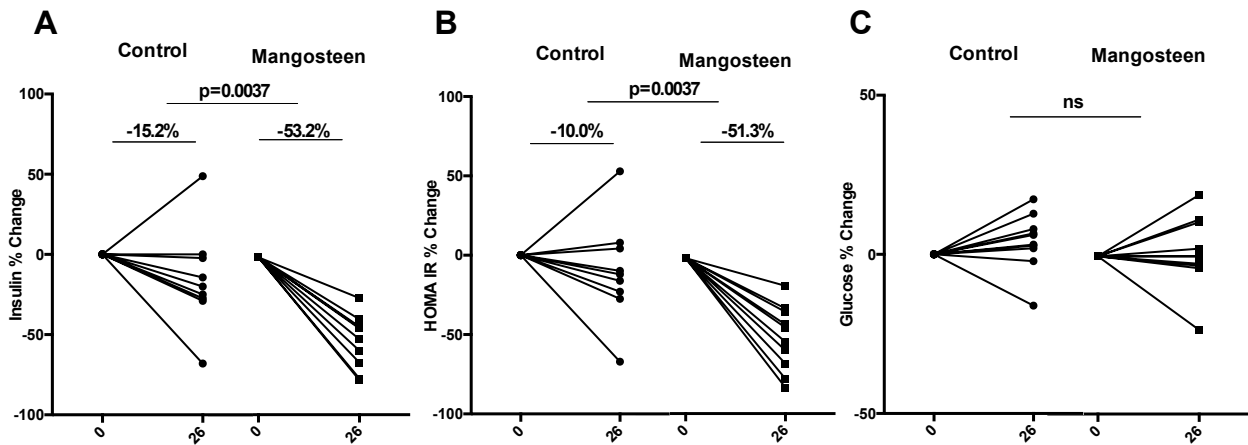 A
Control
Mangosteen
p=0.0037
-15.2%
-53.2%
Insulin % Change
100
50
0
-50
-100
0
26
0
26
B
Control
Mangosteen
p=0.0037
-10.0%
-51.3%
HOMA IR % Change
100
50
0
-50
-100
0
26
0
26
C
Control
Mangosteen
ns
Glucose % Change
50
0
-50
0
26
0
26